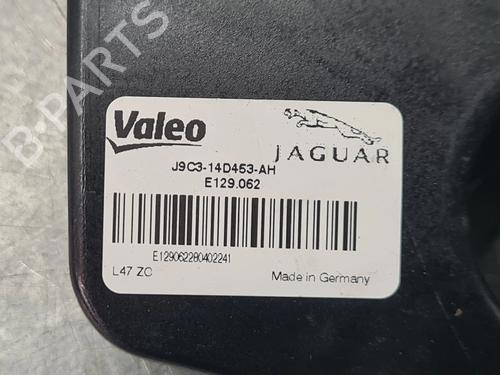 B-PARTS
Valeo
JAGUAR
J9C3-14D453-AH
E129.062
E129062280402241
L47 ZC
Made in Germany